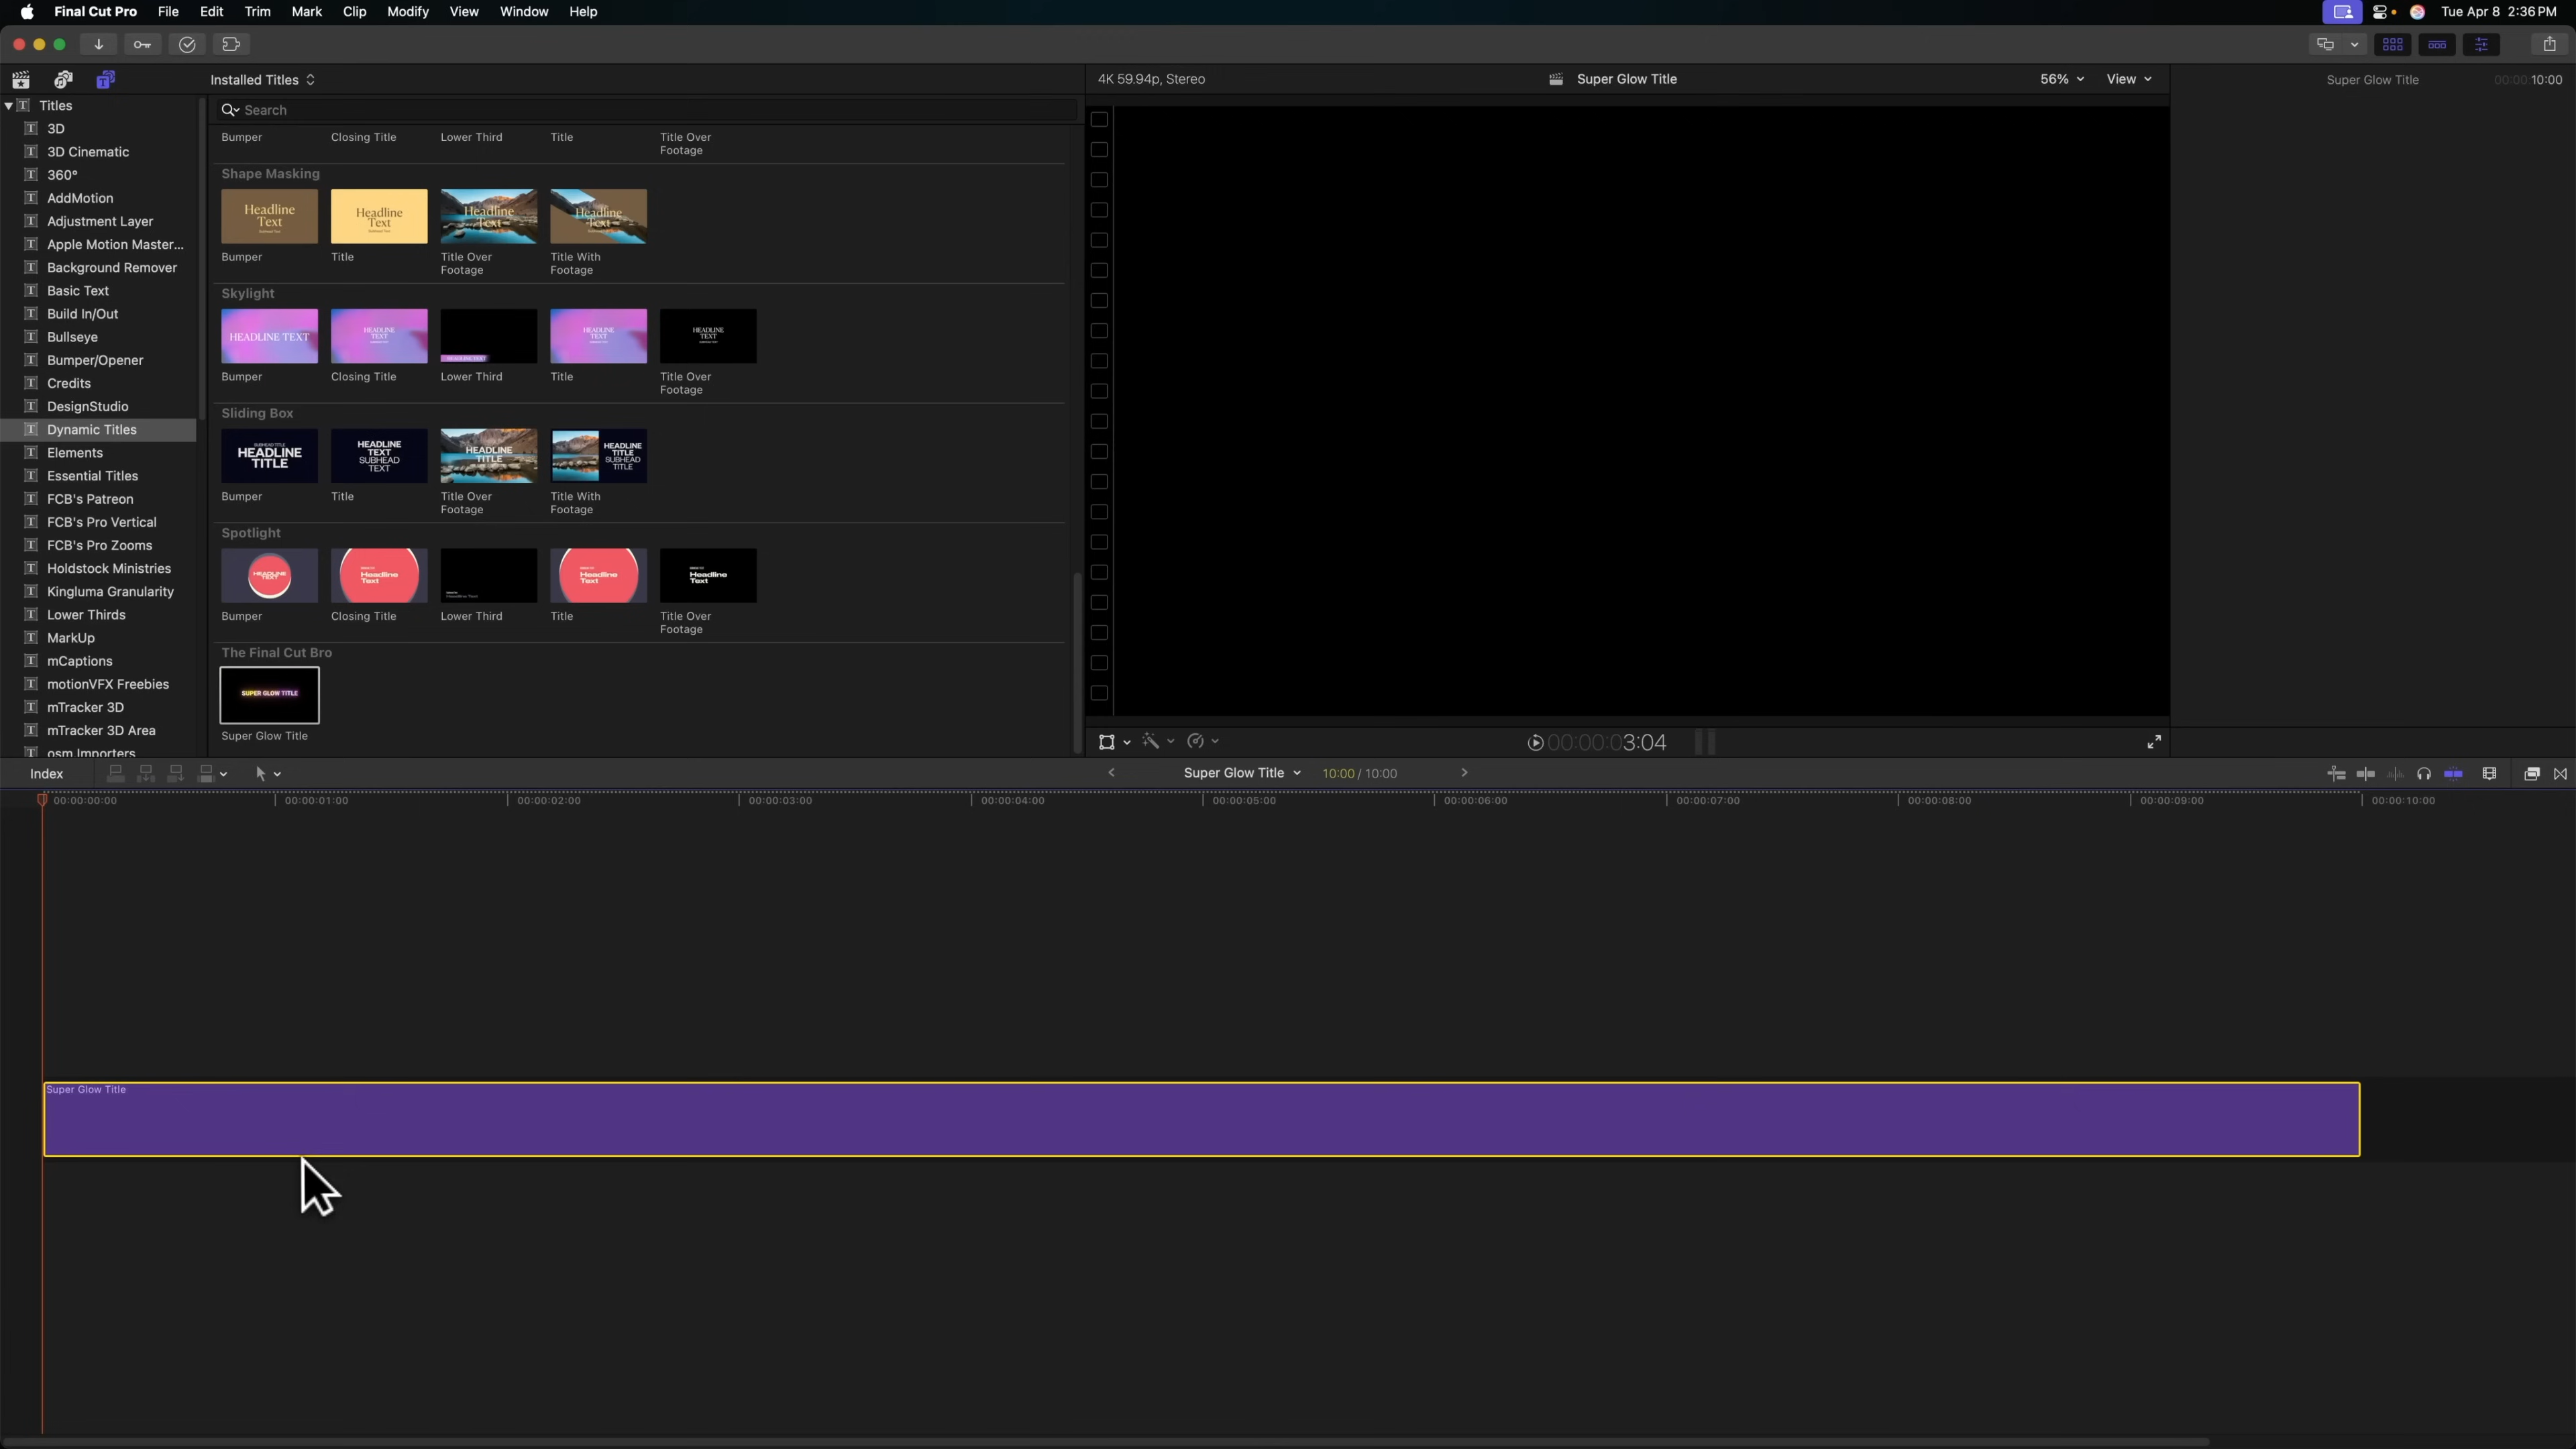 Final Cut Pro File Edit Trim Mark Clip Modify View Window Help
Tue Apr 8 2:36 PM
Installed Titles
4K 59.94p, Stereo
Super Glow Title
56%
View
Super Glow Title
00:00:10:00
Titles
3D
3D Cinematic
360°
AddMotion
Adjustment Layer
Apple Motion Master...
Background Remover
Basic Text
Build In/Out
Bullseye
Bumper/Opener
Credits
DesignStudio
Dynamic Titles
Elements
Essential Titles
FCB's Patreon
FCB's Pro Vertical
FCB's Pro Zooms
Holdstock Ministries
Kingluma Granularity
Lower Thirds
MarkUp
mCaptions
motionVFX Freebies
mTracker 3D
mTracker 3D Area
osm Importers
Search
Bumper
Closing Title
Lower Third
Title
Title Over
Footage
Shape Masking
Headline
Text
Headline
Text
Headline
Text
Headline
Text
Bumper
Title
Title Over
Footage
Title With
Footage
Skylight
HEADLINE TEXT
HEADLINE
TEXT
HEADLINE TEXT
HEADLINE
TEXT
HEADLINE
TEXT
Bumper
Closing Title
Lower Third
Title
Title Over
Footage
Sliding Box
SUBHEAD TITLE
HEADLINE
TITLE
HEADLINE
TEXT
SUBHEAD
TEXT
HEADLINE
TITLE
HEADLINE
TITLE
SUBHEAD
TITLE
Bumper
Title
Title Over
Footage
Title With
Footage
Spotlight
HEADLINE
TEXT
Headline
Text
Headline Text
Headline
Text
Headline
Text
Bumper
Closing Title
Lower Third
Title
Title Over
Footage
The Final Cut Bro
SUPER GLOW TITLE
Super Glow Title
00:00:03:04
Index
Super Glow Title
10:00 / 10:00
00:00:00:00
00:00:01:00
00:00:02:00
00:00:03:00
00:00:04:00
00:00:05:00
00:00:06:00
00:00:07:00
00:00:08:00
00:00:09:00
00:00:10:00
Super Glow Title